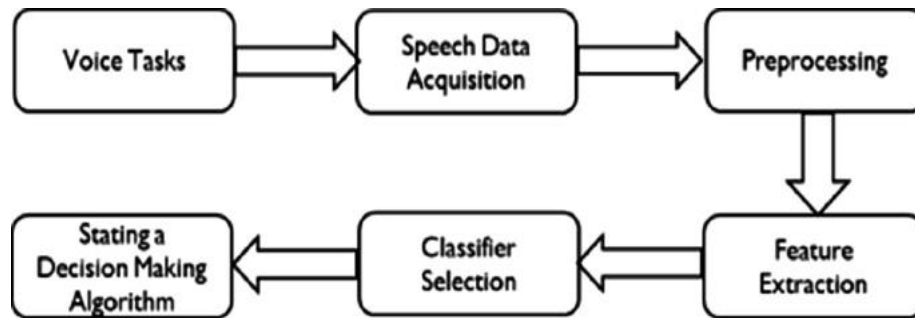 Voice Tasks
Speech Data
Acquisition
Preprocessing
Feature
Extraction
Classifier
Selection
Stating a
Decision Making
Algorithm